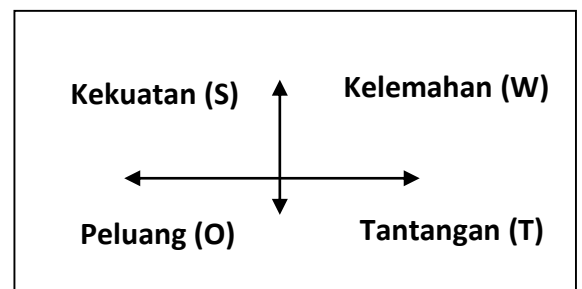 Kekuatan (S)
Kelemahan (W)
Peluang (O)
Tantangan (T)